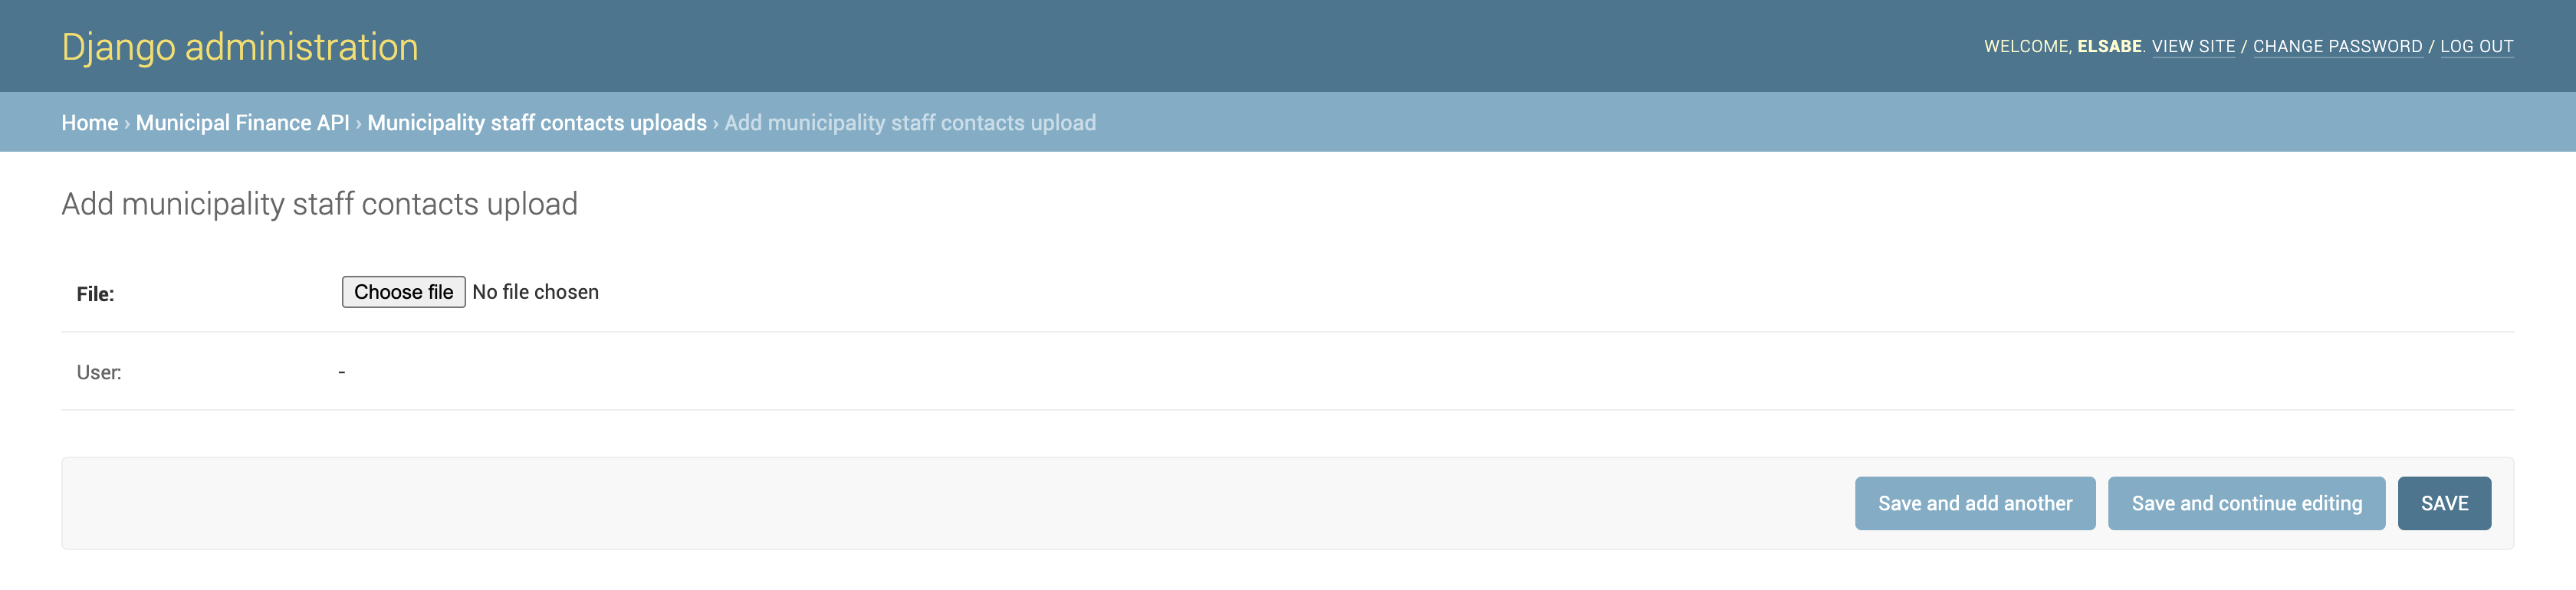 Django administration
WELCOME, ELSABE. VIEW SITE / CHANGE PASSWORD / LOG OUT
Home › Municipal Finance API › Municipality staff contacts uploads › Add municipality staff contacts upload
Add municipality staff contacts upload
File: Choose file No file chosen
User: -
Save and add another Save and continue editing SAVE